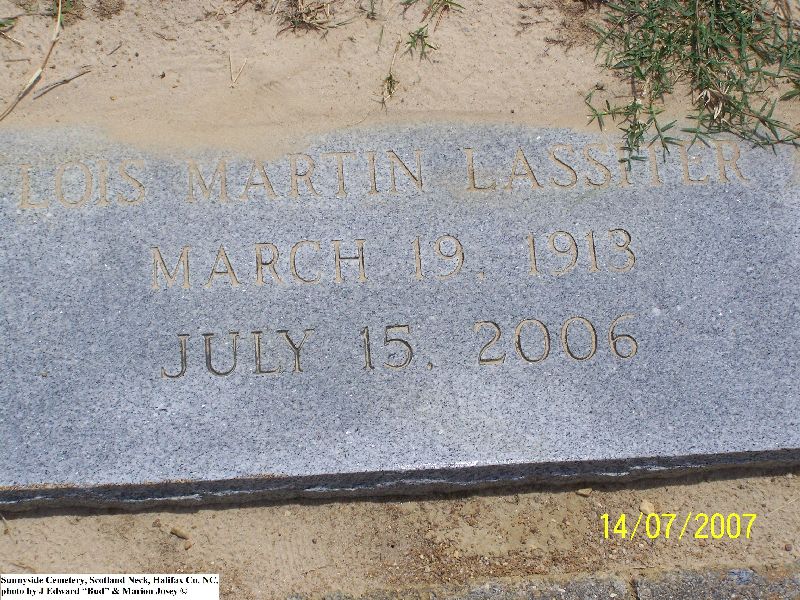 LOIS MARTIN LASSITER
MARCH 19, 1913
JULY 15, 2006
14/07/2007
Sunnyside Cemetery, Scotland Neck, Halifax Co. NC.
photo by J Edward "Bud" & Marion Josey ©